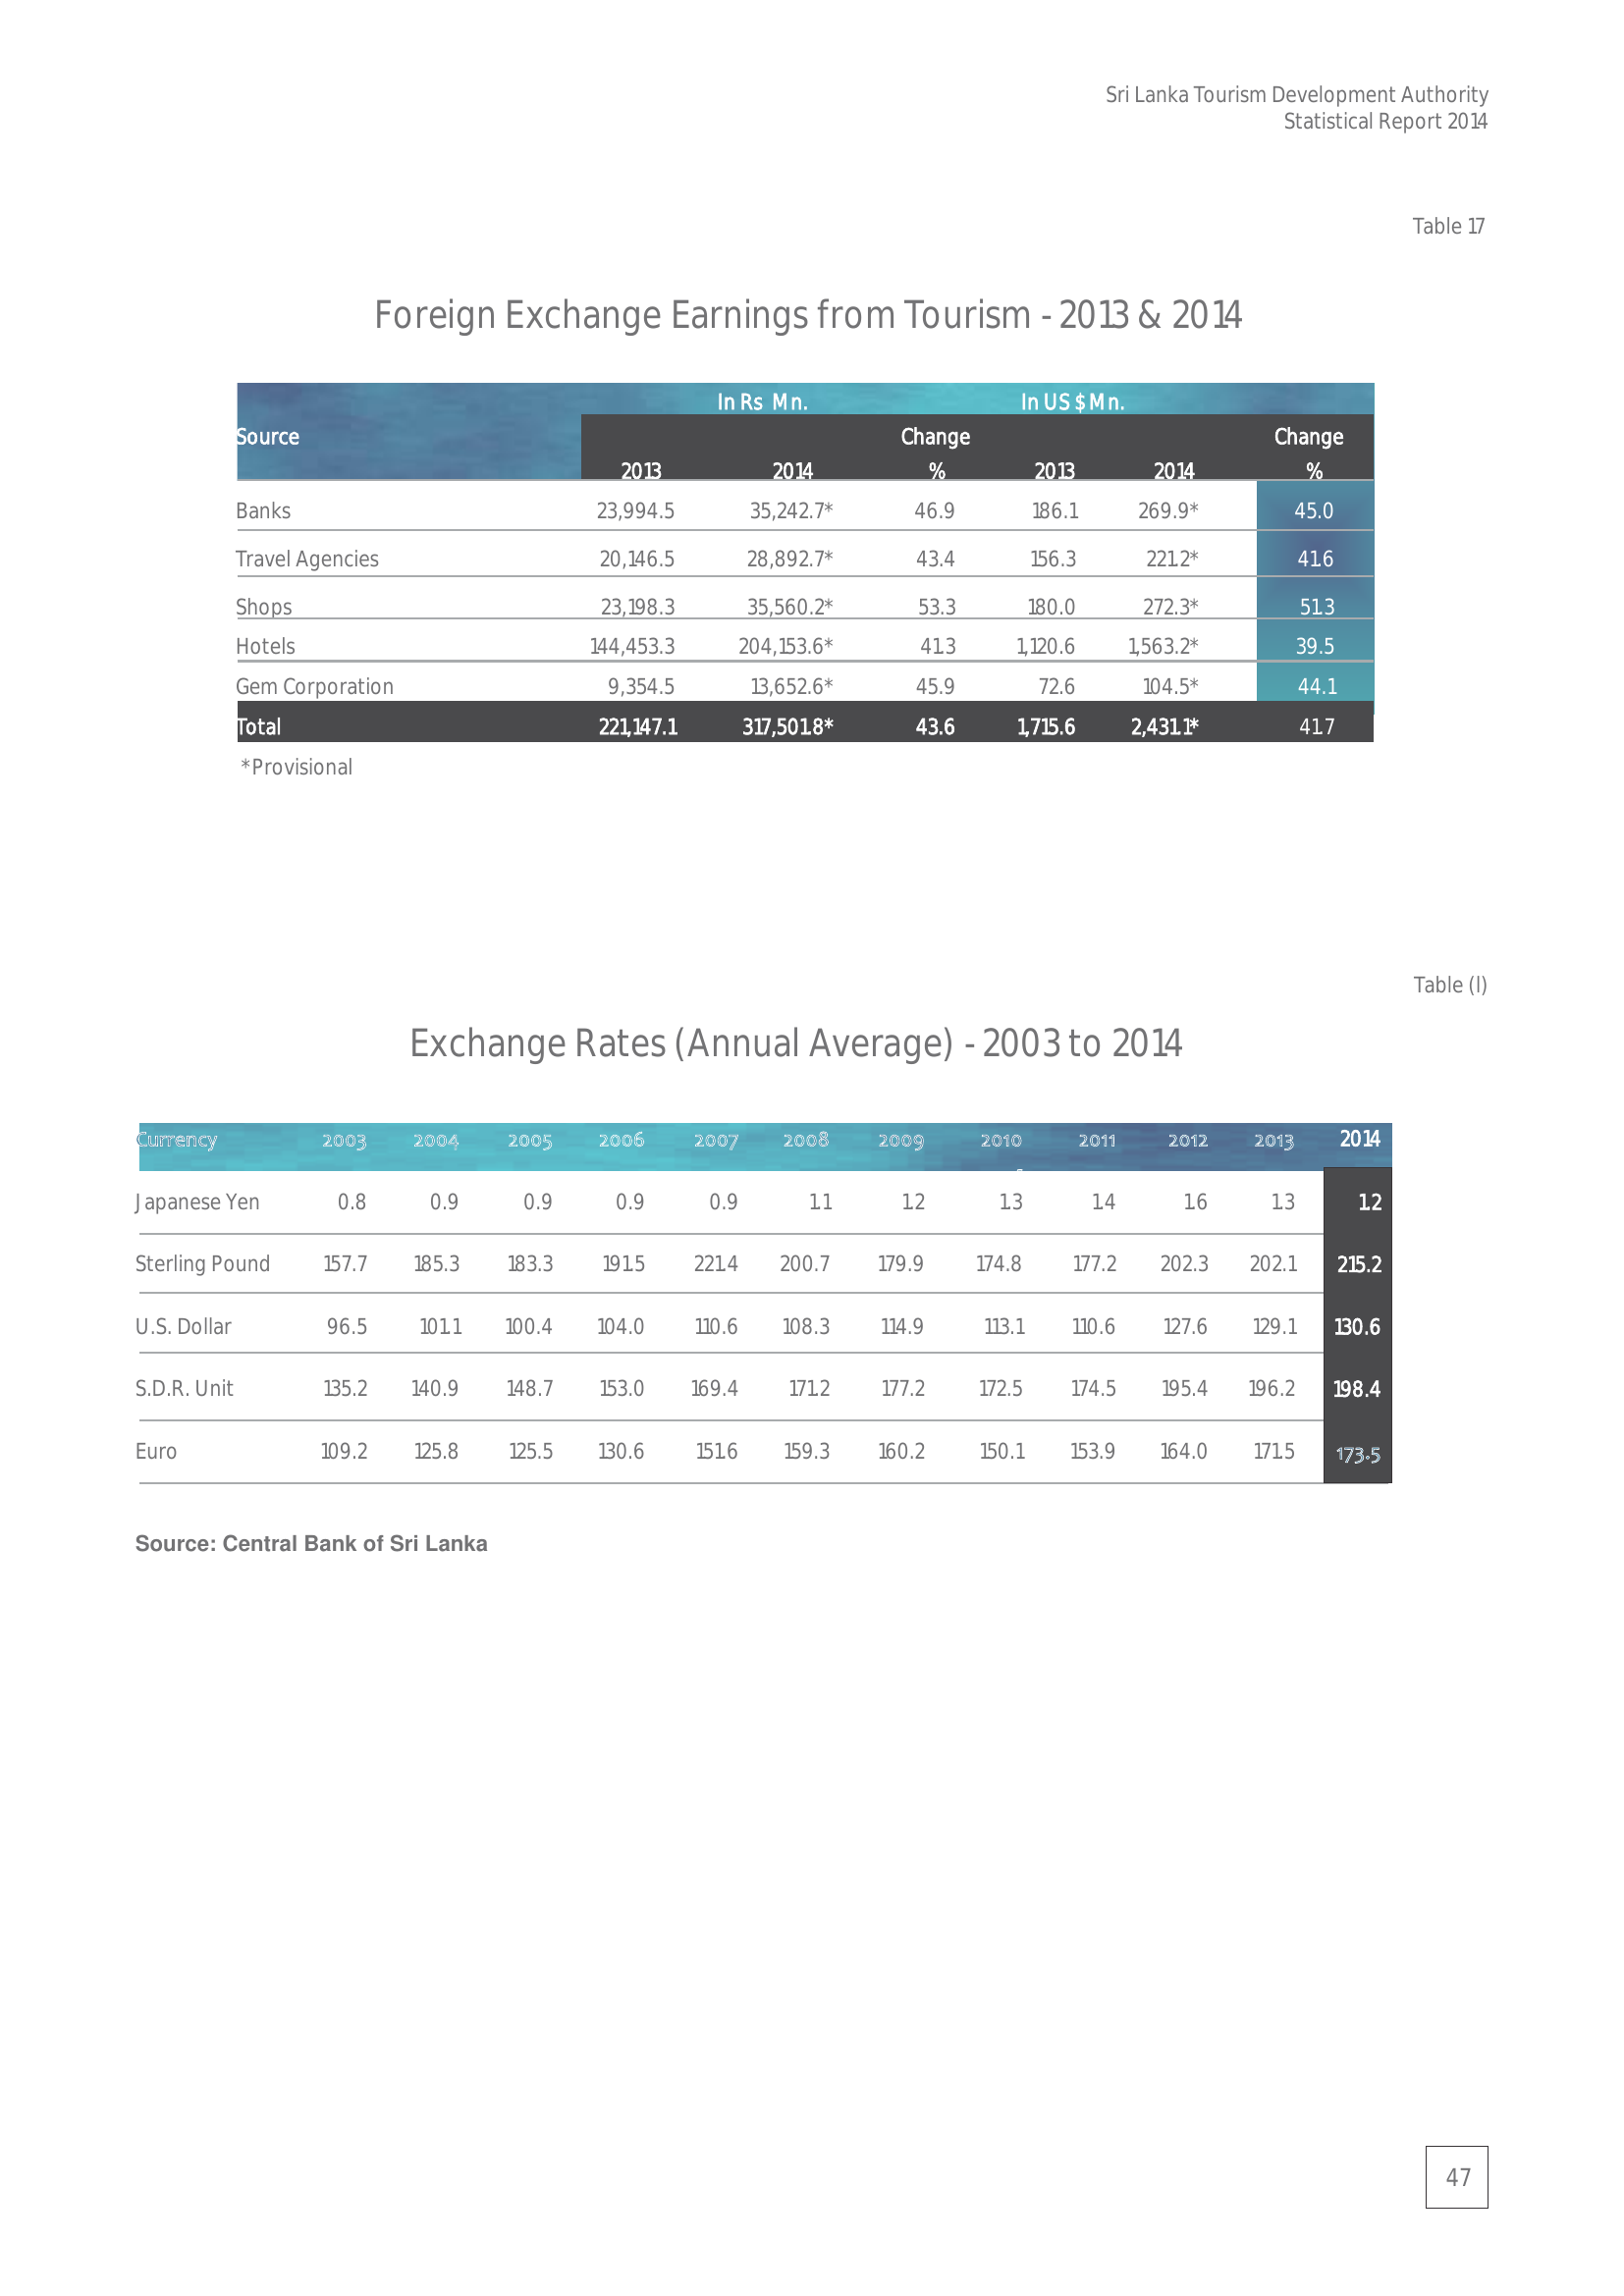 Sri Lanka Tourism Development Authority
Statistical Report 2014
Table 17
Foreign Exchange Earnings from Tourism - 2013 & 2014
In Rs Mn. In US $ Mn.
Source Change Change
2013 2014 % 2013 2014 %
Banks 23,994.5 35,242.7* 46.9 186.1 269.9* 45.0
Travel Agencies 20,146.5 28,892.7* 43.4 156.3 221.2* 41.6
Shops 23,198.3 35,560.2* 53.3 180.0 272.3* 51.3
Hotels 144,453.3 204,153.6* 41.3 1,120.6 1,563.2* 39.5
Gem Corporation 9,354.5 13,652.6* 45.9 72.6 104.5* 44.1
Total 221,147.1 317,501.8* 43.6 1,715.6 2,431.1* 41.7
*Provisional
Table (l)
Exchange Rates (Annual Average) - 2003 to 2014
Currency 2003 2004 2005 2006 2007 2008 2009 2010 2011 2012 2013 2014
Japanese Yen 0.8 0.9 0.9 0.9 0.9 1.1 1.2 1.3 1.4 1.6 1.3 1.2
Sterling Pound 157.7 185.3 183.3 191.5 221.4 200.7 179.9 174.8 177.2 202.3 202.1 215.2
U.S. Dollar 96.5 101.1 100.4 104.0 110.6 108.3 114.9 113.1 110.6 127.6 129.1 130.6
S.D.R. Unit 135.2 140.9 148.7 153.0 169.4 171.2 177.2 172.5 174.5 195.4 196.2 198.4
Euro 109.2 125.8 125.5 130.6 151.6 159.3 160.2 150.1 153.9 164.0 171.5 173.5
Source: Central Bank of Sri Lanka
47